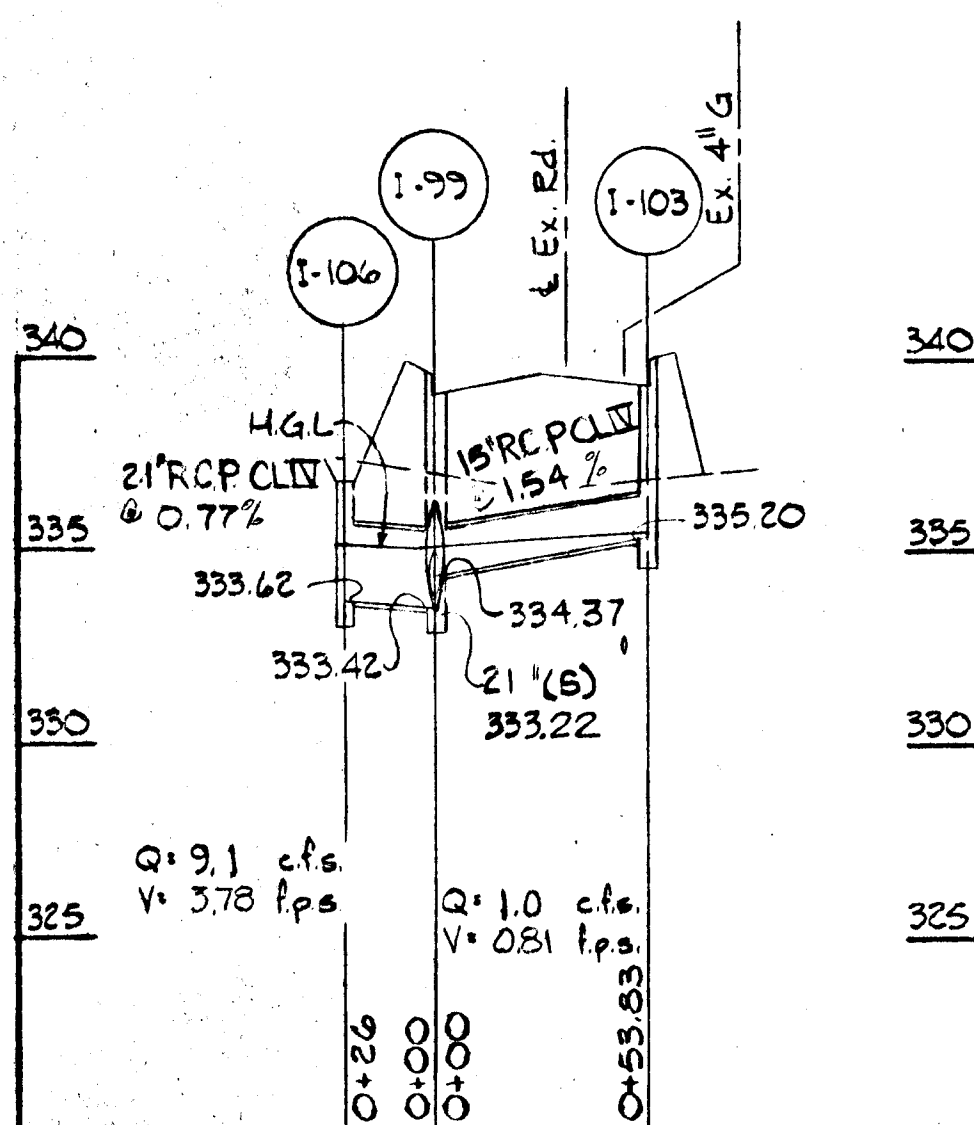 I-99
I-103
I-106
℄ Ex. Rd.
Ex. 4" G
340
340
H.G.L
21" R.C.P. CL IV
@ 0.77%
15" R.C.P CL IV
@ 1.54 %
335
335
335.20
333.62
334.37
333.42
21 "(S)
333.22
330
330
Q= 9.1 c.f.s.
V= 3.78 f.p.s
Q= 1.0 c.f.s.
V= 0.81 f.p.s.
325
325
0+26
0+00
0+00
0+53.83